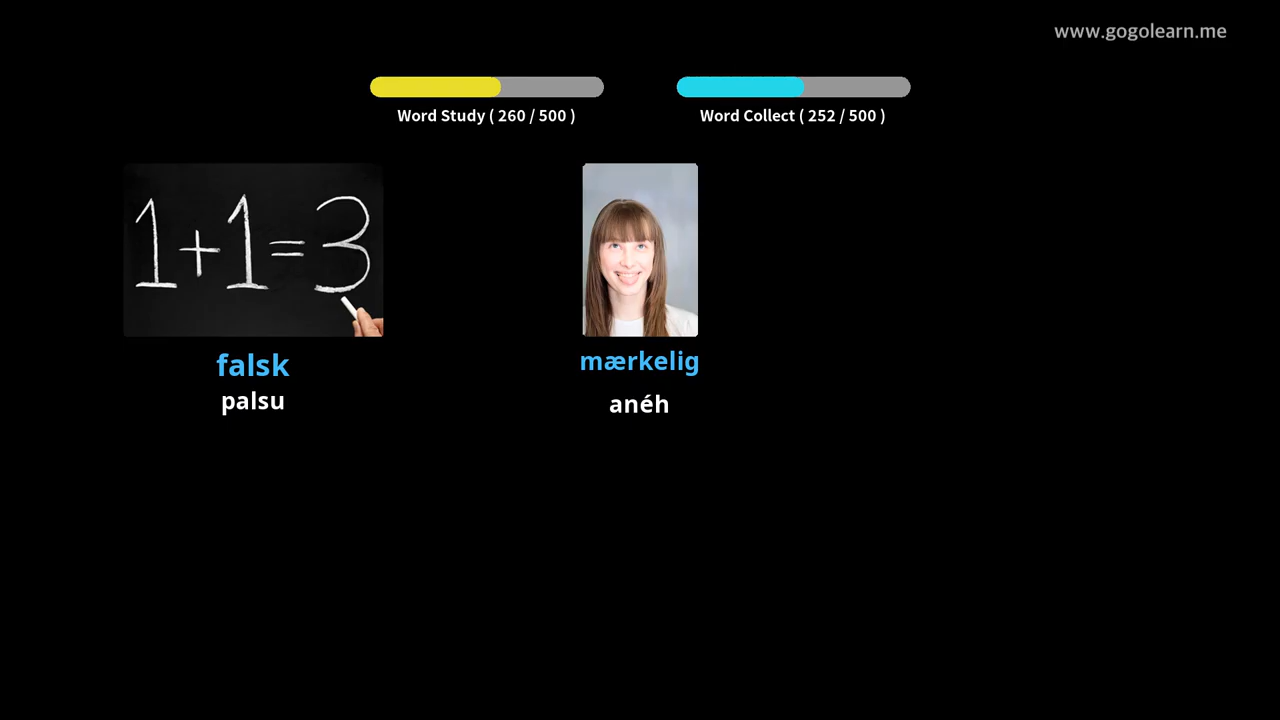 www.gogolearn.me
Word Study ( 260 / 500 )
Word Collect ( 252 / 500 )
1+1=3
falsk
palsu
mærkelig
anéh